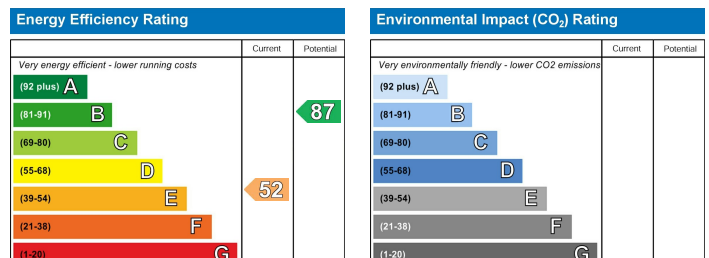 Energy Efficiency Rating
Current Potential
Very energy efficient - lower running costs
(92 plus) A
(81-91) B
87
(69-80) C
(55-68) D
(39-54) E
52
(21-38) F
(1-20) G
Environmental Impact (CO₂) Rating
Current Potential
Very environmentally friendly - lower CO2 emissions
(92 plus) A
(81-91) B
(69-80) C
(55-68) D
(39-54) E
(21-38) F
(1-20) G